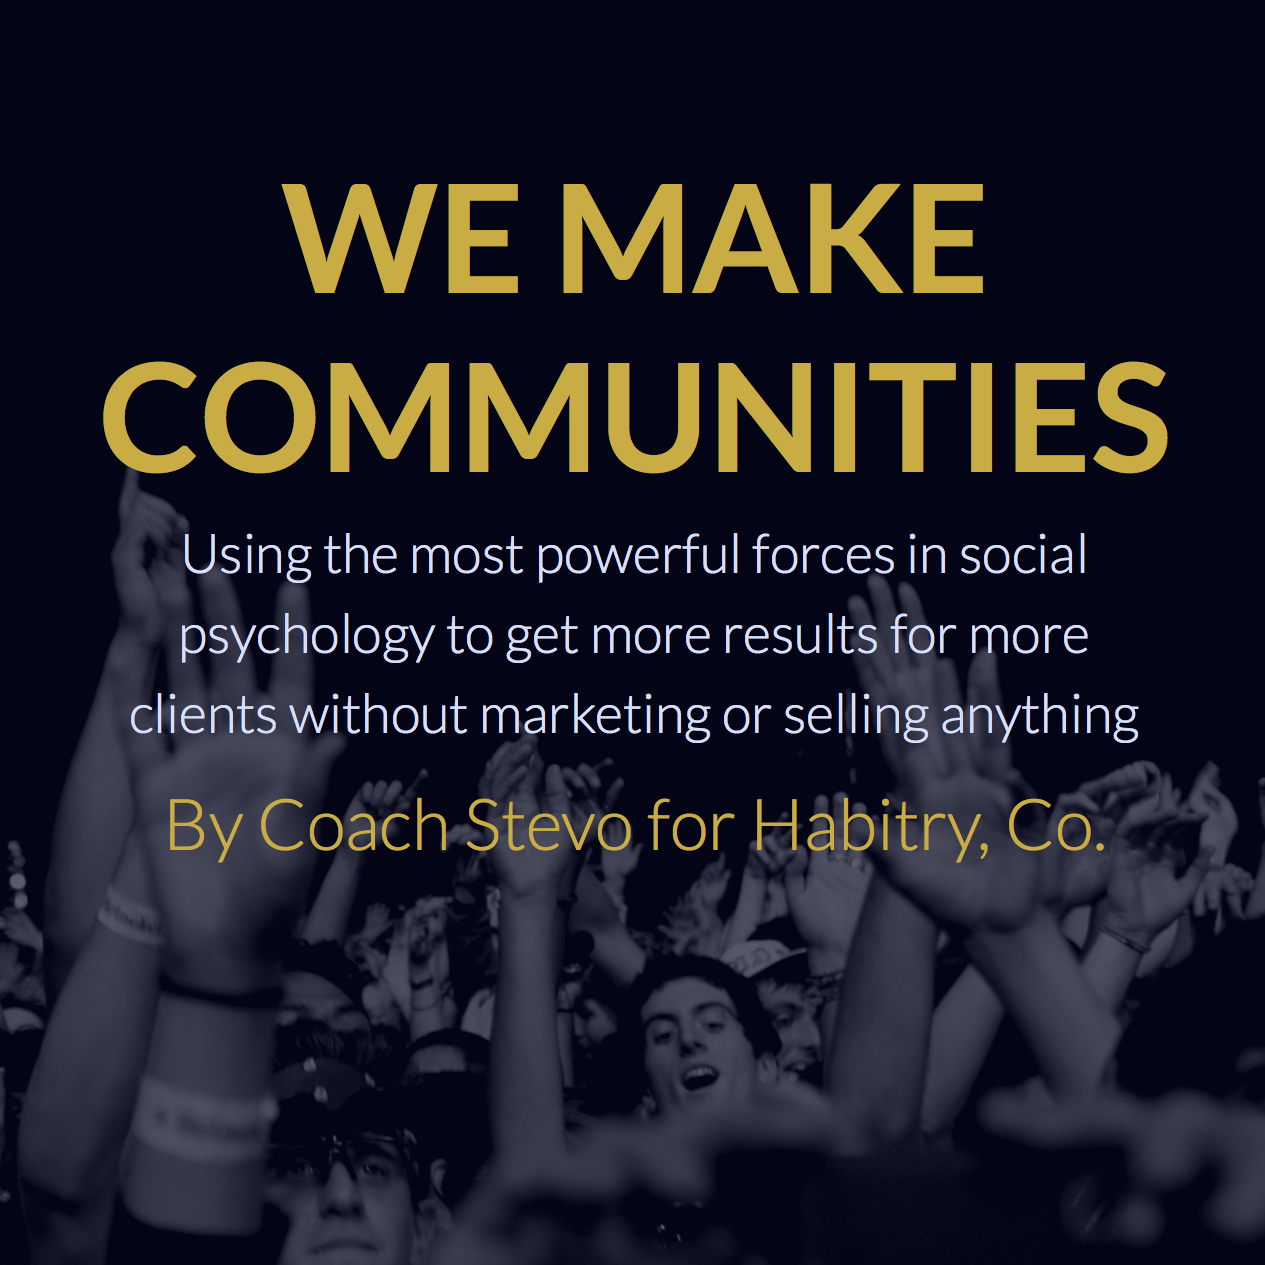 WE MAKE
COMMUNITIES
Using the most powerful forces in social
psychology to get more results for more
clients without marketing or selling anything
By Coach Stevo for Habitry, Co.